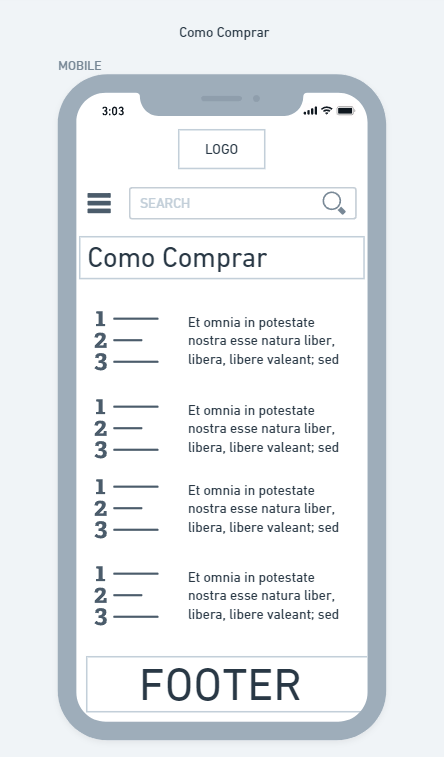 Como Comprar
MOBILE
3:03
LOGO
SEARCH
Como Comprar
1
2
3
Et omnia in potestate
nostra esse natura liber,
libera, libere valeant; sed
1
2
3
Et omnia in potestate
nostra esse natura liber,
libera, libere valeant; sed
1
2
3
Et omnia in potestate
nostra esse natura liber,
libera, libere valeant; sed
1
2
3
Et omnia in potestate
nostra esse natura liber,
libera, libere valeant; sed
FOOTER